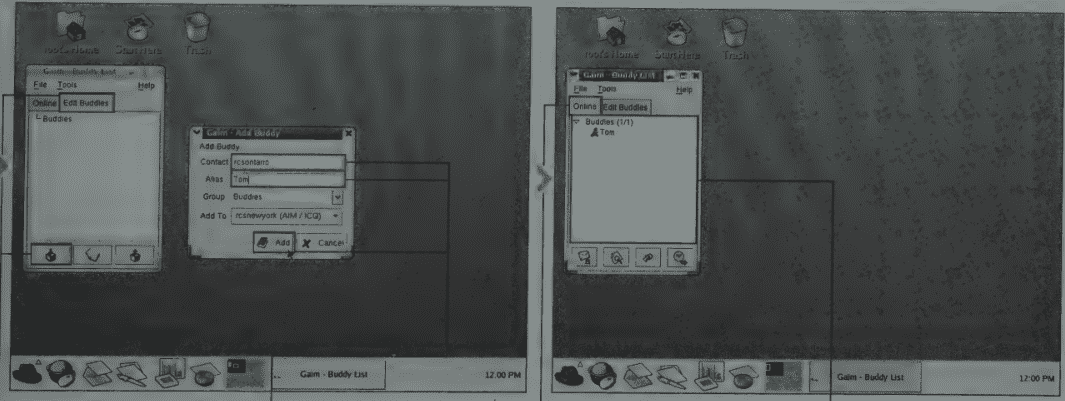 root's Home Start Here Trash
Gaim - Buddy List
File Tools Help
Online Edit Buddies
Buddies
Gaim - Add Buddy
Add Buddy
Contact rcsontario
Alias Tom
Group Buddies
Add To rcsnewyork (AIM / ICQ)
Add Cancel
Gaim - Buddy List
12:00 PM
root's Home Start Here Trash
Gaim - Buddy List
File Tools Help
Online Edit Buddies
Buddies (1/1)
Tom
Gaim - Buddy List
12:00 PM